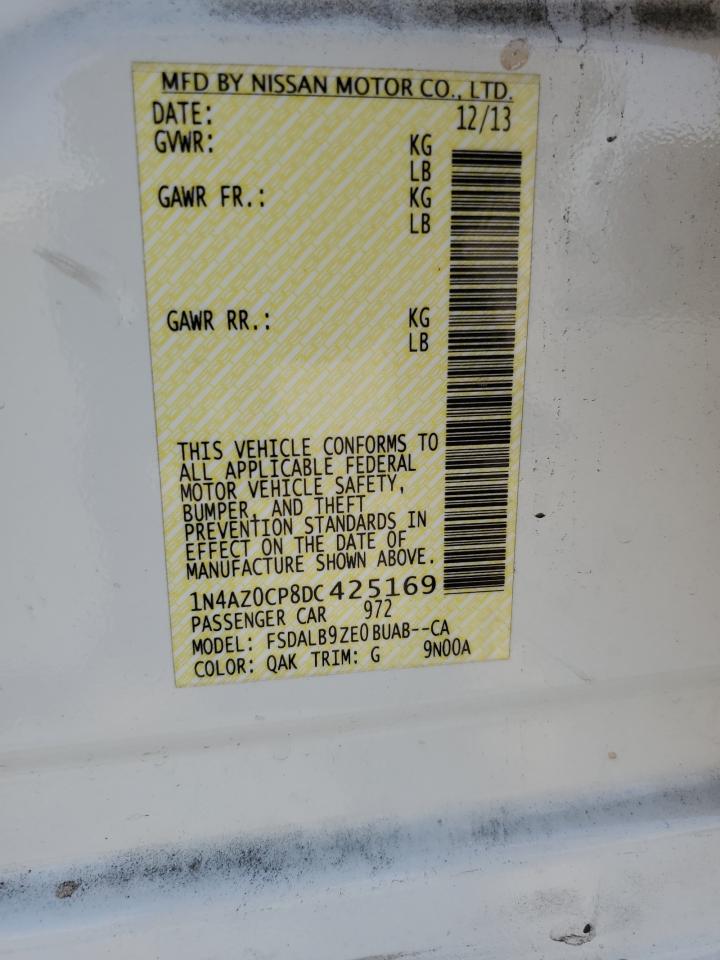 MFD BY NISSAN MOTOR CO., LTD.
DATE: 12/13
GVWR: KG
LB
GAWR FR.: KG
LB
GAWR RR.: KG
LB
THIS VEHICLE CONFORMS TO
ALL APPLICABLE FEDERAL
MOTOR VEHICLE SAFETY,
BUMPER, AND THEFT
PREVENTION STANDARDS IN
EFFECT ON THE DATE OF
MANUFACTURE SHOWN ABOVE.
1N4AZ0CP8DC425169
PASSENGER CAR 972
MODEL: FSDALB9ZE0BUAB--CA
COLOR: QAK TRIM: G 9N00A